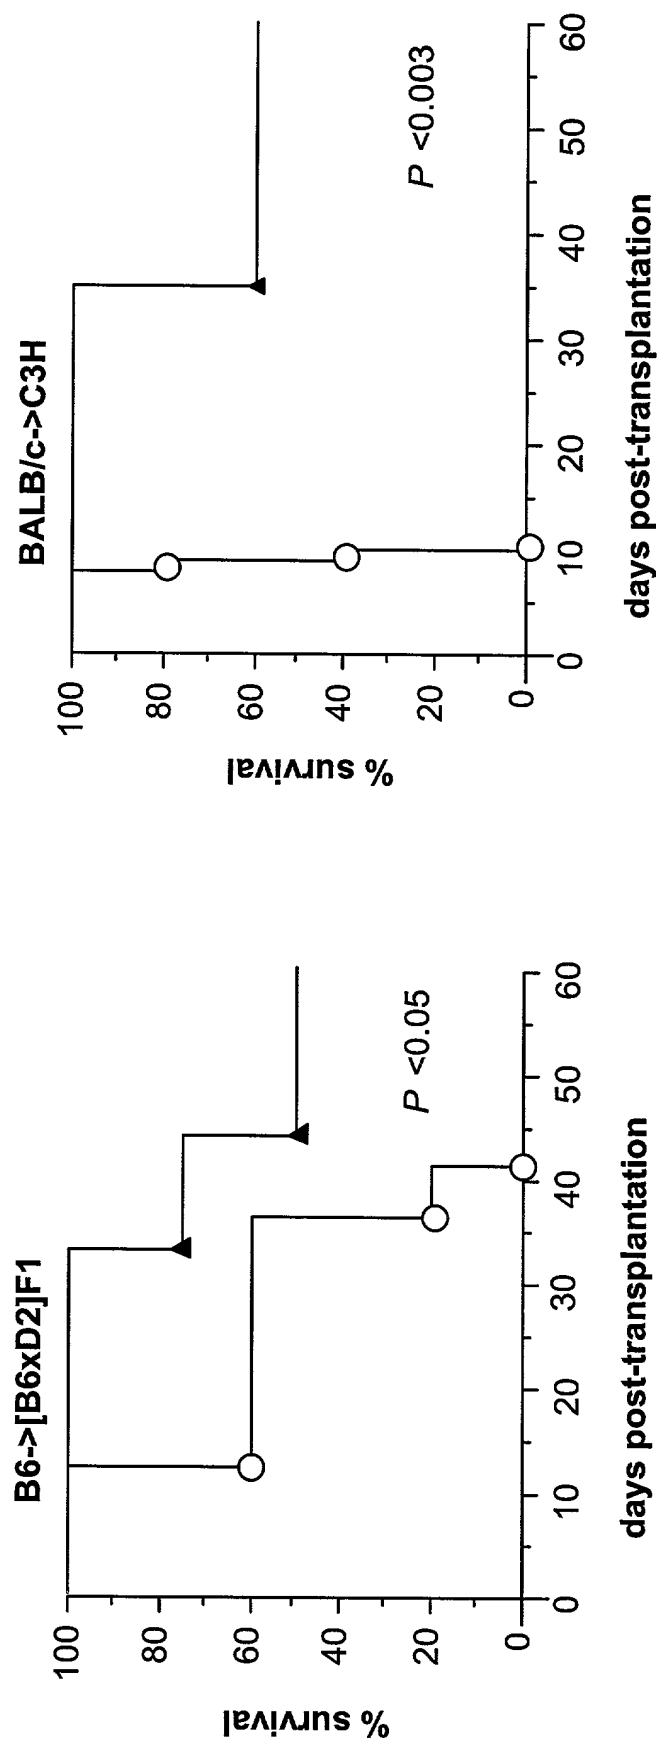 B6->[B6xD2]F1
% survival
100
80
60
40
20
0
0 10 20 30 40 50 60
P <0.05
days post-transplantation
BALB/c->C3H
% survival
100
80
60
40
20
0
0 10 20 30 40 50 60
P <0.003
days post-transplantation